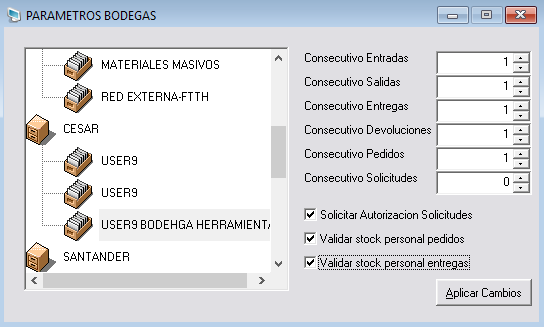 PARAMETROS BODEGAS
MATERIALES MASIVOS
RED EXTERNA-FTTH
CESAR
USER9
USER9
USER9 BODEHGA HERRAMIENTA
SANTANDER
Consecutivo Entradas 1
Consecutivo Salidas 1
Consecutivo Entregas 1
Consecutivo Devoluciones 1
Consecutivo Pedidos 1
Consecutivo Solicitudes 0
Solicitar Autorizacion Solicitudes
Validar stock personal pedidos
Validar stock personal entregas
Aplicar Cambios